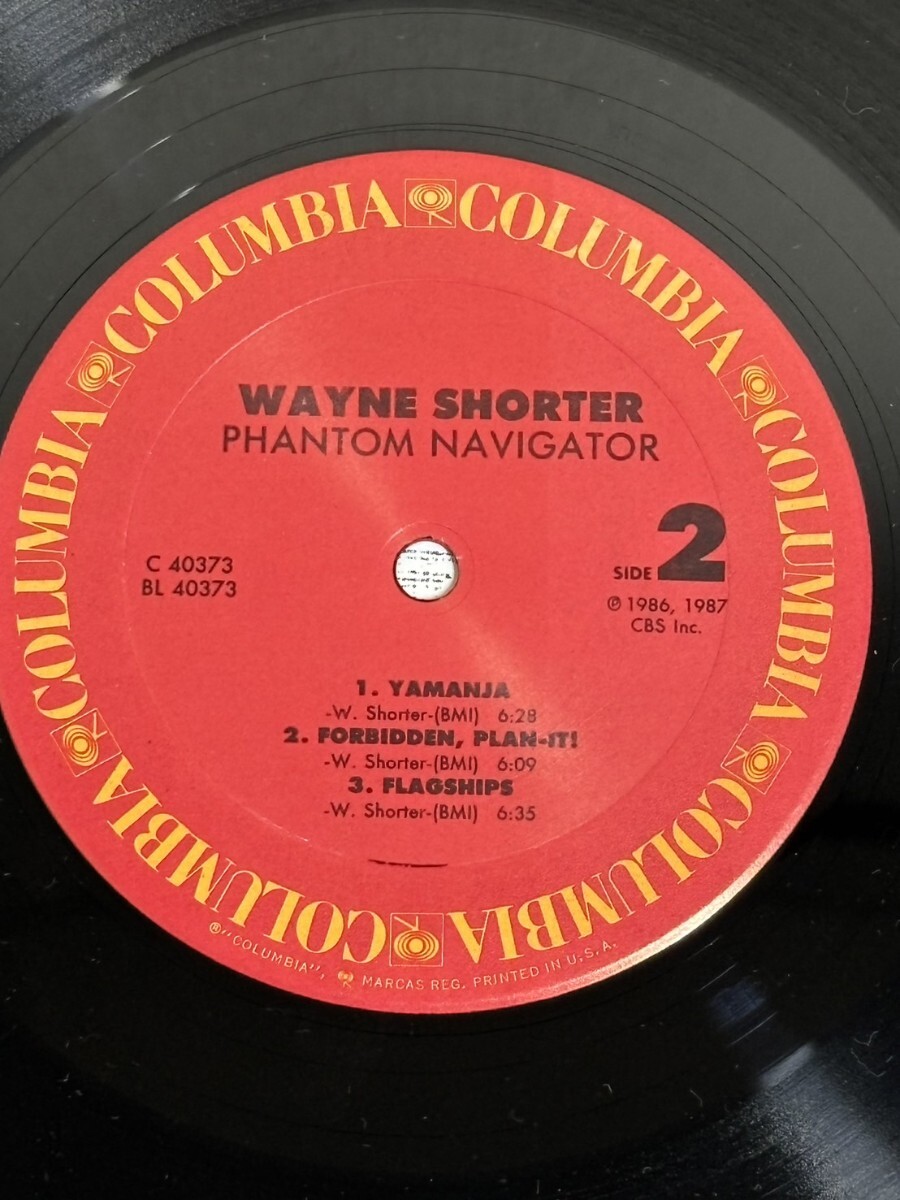 COLUMBIA COLUMBIA COLUMBIA COLUMBIA COLUMBIA COLUMBIA COLUMBIA COLUMBIA
WAYNE SHORTER
PHANTOM NAVIGATOR
C 40373
BL 40373
SIDE 2
℗ 1986, 1987
CBS Inc.
1. YAMANJA
-W. Shorter-(BMI) 6:28
2. FORBIDDEN, PLAN-IT!
-W. Shorter-(BMI) 6:09
3. FLAGSHIPS
-W. Shorter-(BMI) 6:35
®"COLUMBIA", MARCAS REG. PRINTED IN U.S.A.